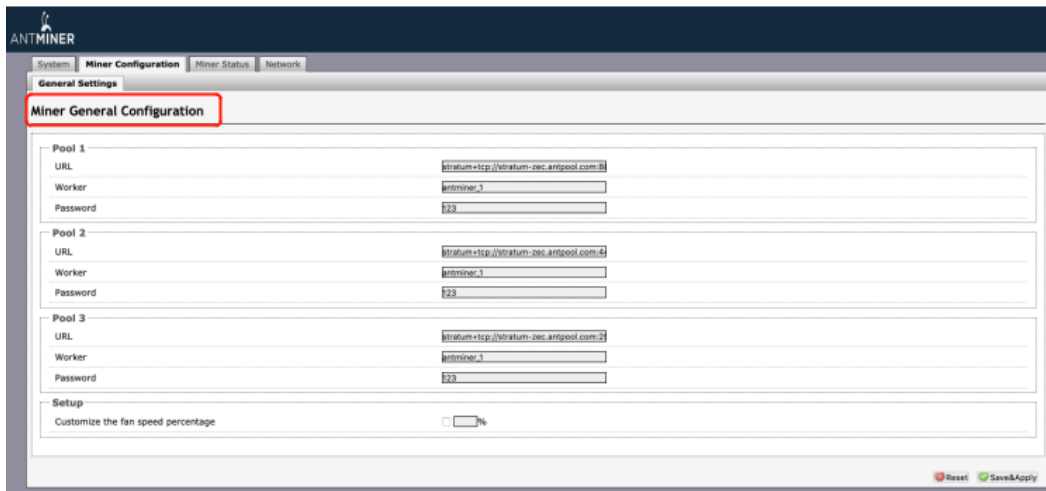 ANTMINER
System Miner Configuration Miner Status Network
General Settings
Miner General Configuration
Pool 1
URL stratum+tcp://stratum-zec.antpool.com:88
Worker antminer_1
Password 123
Pool 2
URL stratum+tcp://stratum-zec.antpool.com:44
Worker antminer_1
Password 123
Pool 3
URL stratum+tcp://stratum-zec.antpool.com:25
Worker antminer_1
Password 123
Setup
Customize the fan speed percentage %
Reset Save&Apply